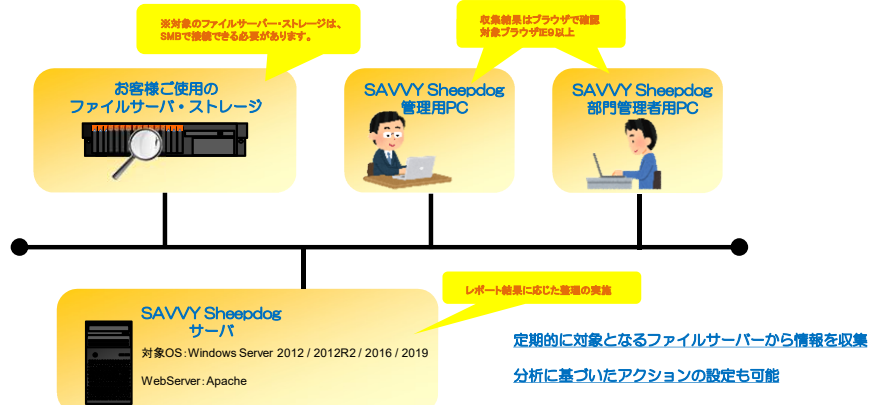 ※対象のファイルサーバー・ストレージは、
SMBで接続できる必要があります。
収集結果はブラウザで確認
対象ブラウザIE9以上
お客様ご使用の
ファイルサーバ・ストレージ
SAVVY Sheepdog
管理用PC
SAVVY Sheepdog
部門管理者用PC
レポート結果に応じた整理の実施
SAVVY Sheepdog
サーバ
対象OS:Windows Server 2012 / 2012R2 / 2016 / 2019
WebServer:Apache
定期的に対象となるファイルサーバーから情報を収集
分析に基づいたアクションの設定も可能